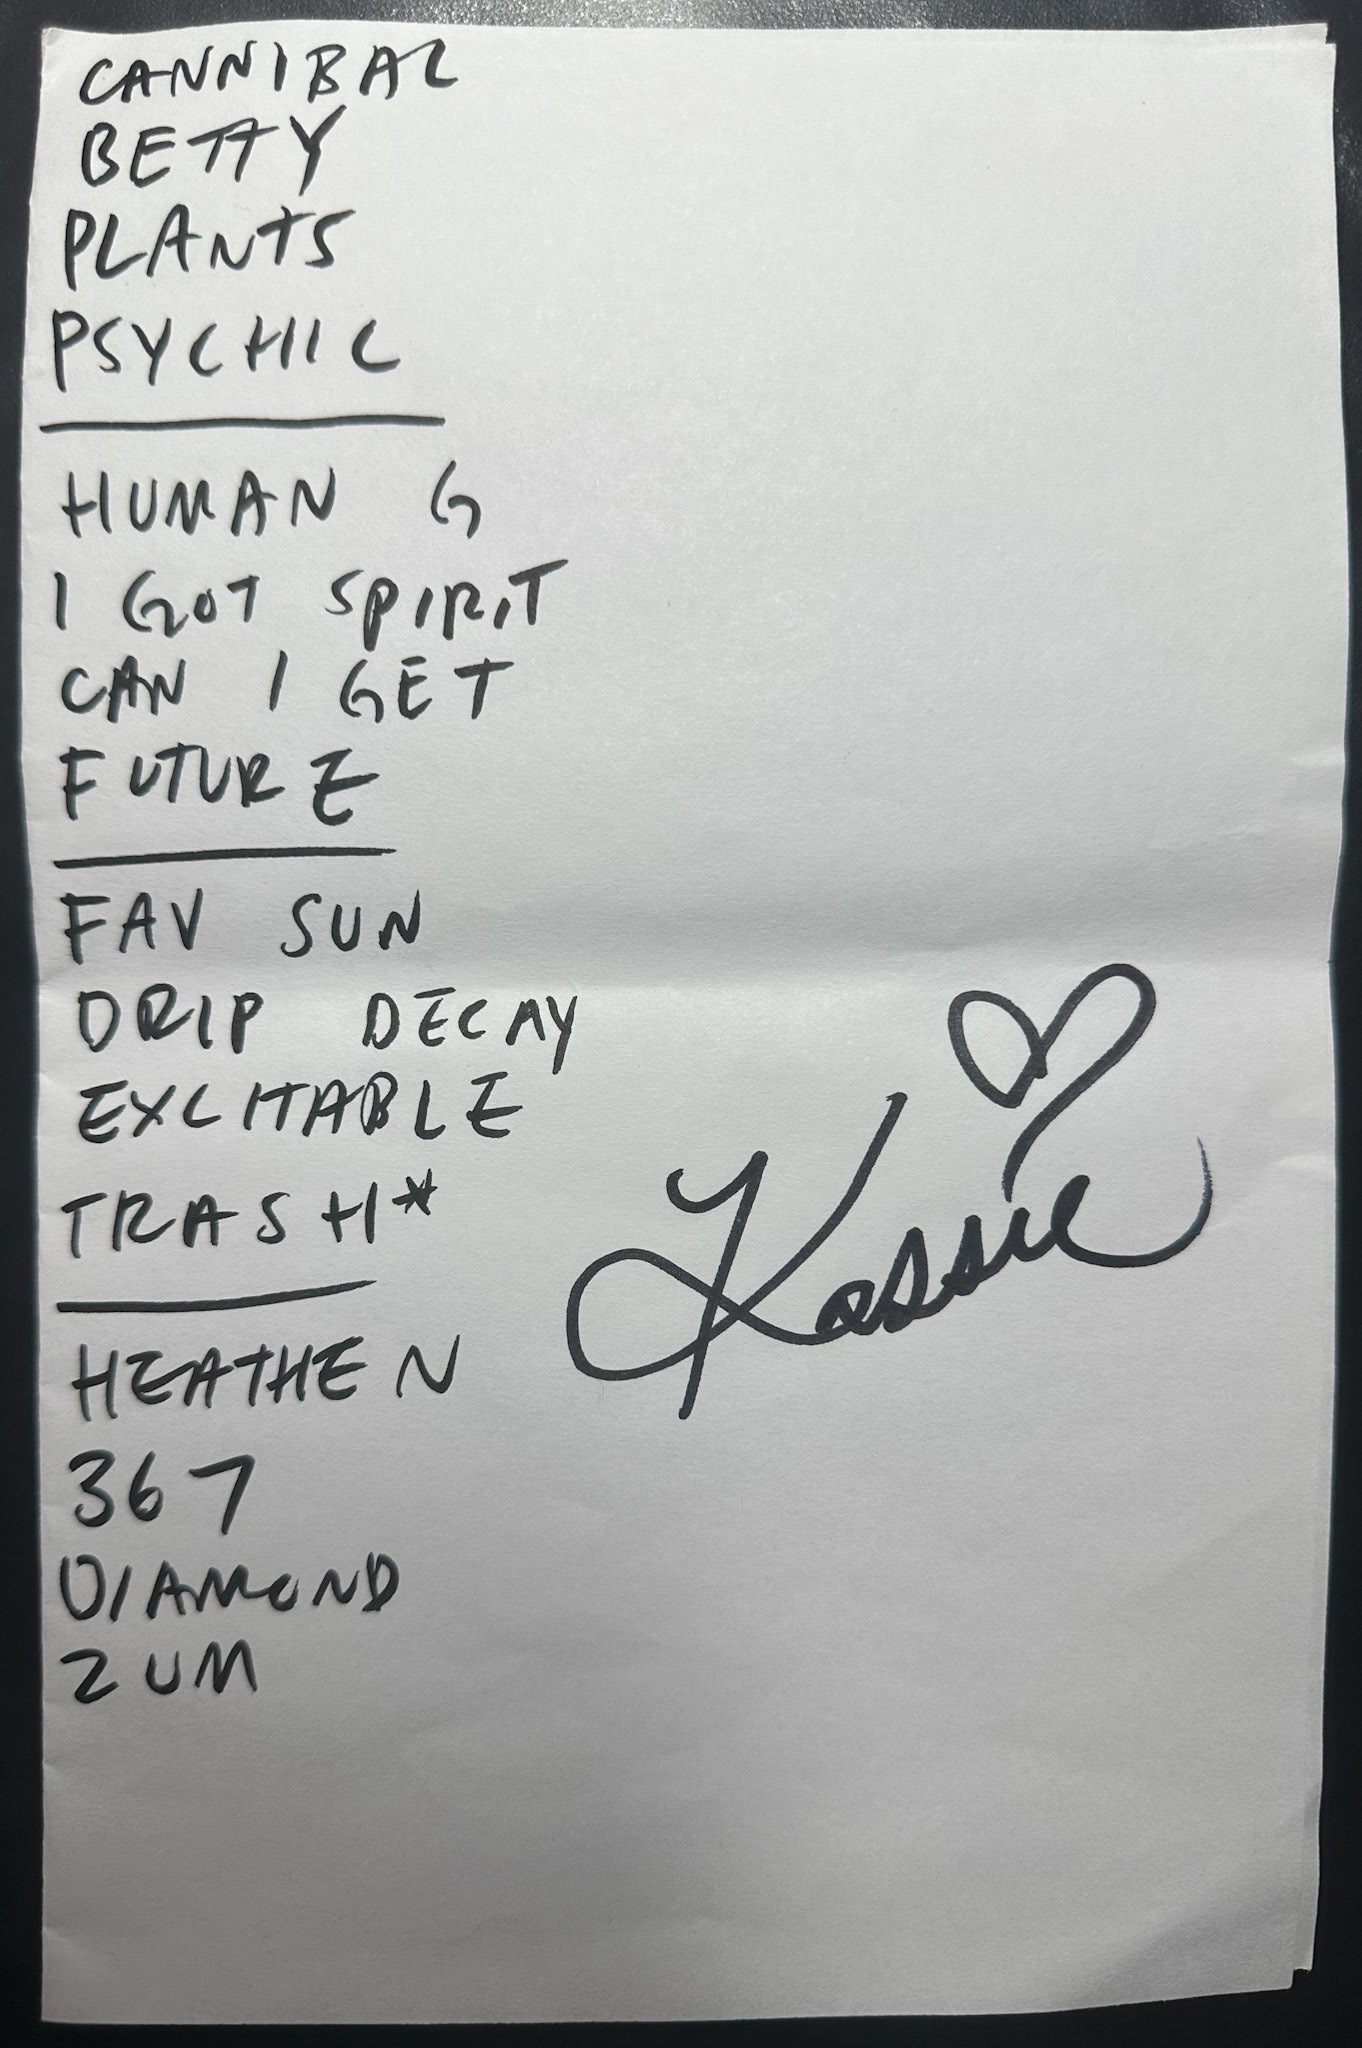 CANNIBAL
BETTY
PLANTS
PSYCHIC
HUMAN G
I GOT SPIRIT
CAN I GET
FUTURE
FAV SUN
DRIP DECAY
EXCITABLE
TRASH*
HEATHEN
367
DIAMOND
ZUM
Kassie